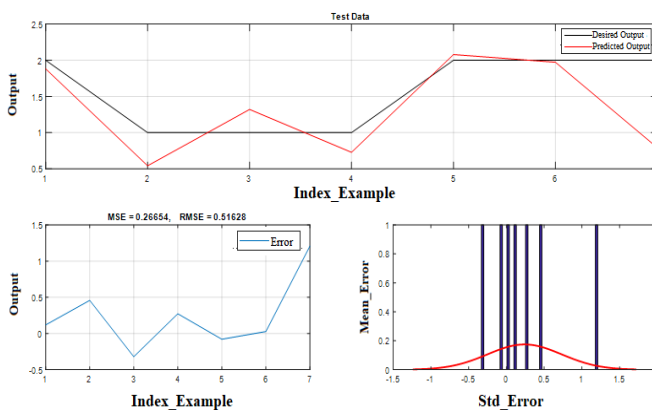 Test Data
2.5
2
1.5
1
0.5
Output
Desired Output
Predicted Output
1 2 3 4 5 6
Index_Example
MSE = 0.26654, RMSE = 0.51628
1.5
1
0.5
0
-0.5
Output
Error
1 2 3 4 5 6 7
Index_Example
1
0.8
0.6
0.4
0.2
0
Mean_Error
-1.5 -1 -0.5 0 0.5 1 1.5
Std_Error